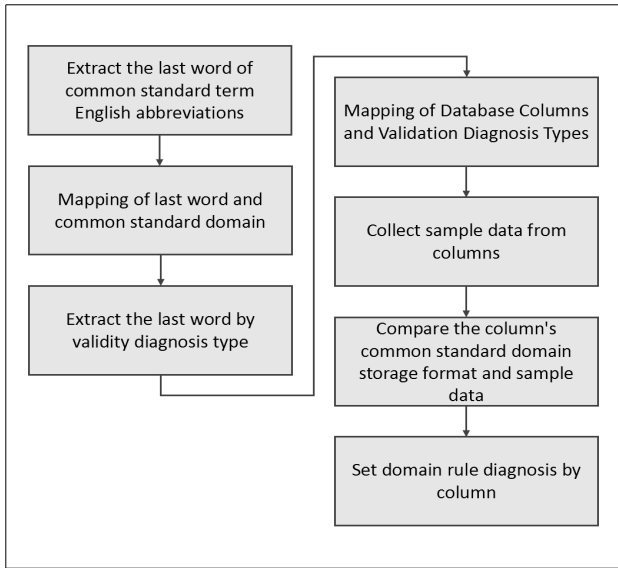 Extract the last word of
common standard term
English abbreviations
Mapping of last word and
common standard domain
Extract the last word by
validity diagnosis type
Mapping of Database Columns
and Validation Diagnosis Types
Collect sample data from
columns
Compare the column's
common standard domain
storage format and sample
data
Set domain rule diagnosis by
column